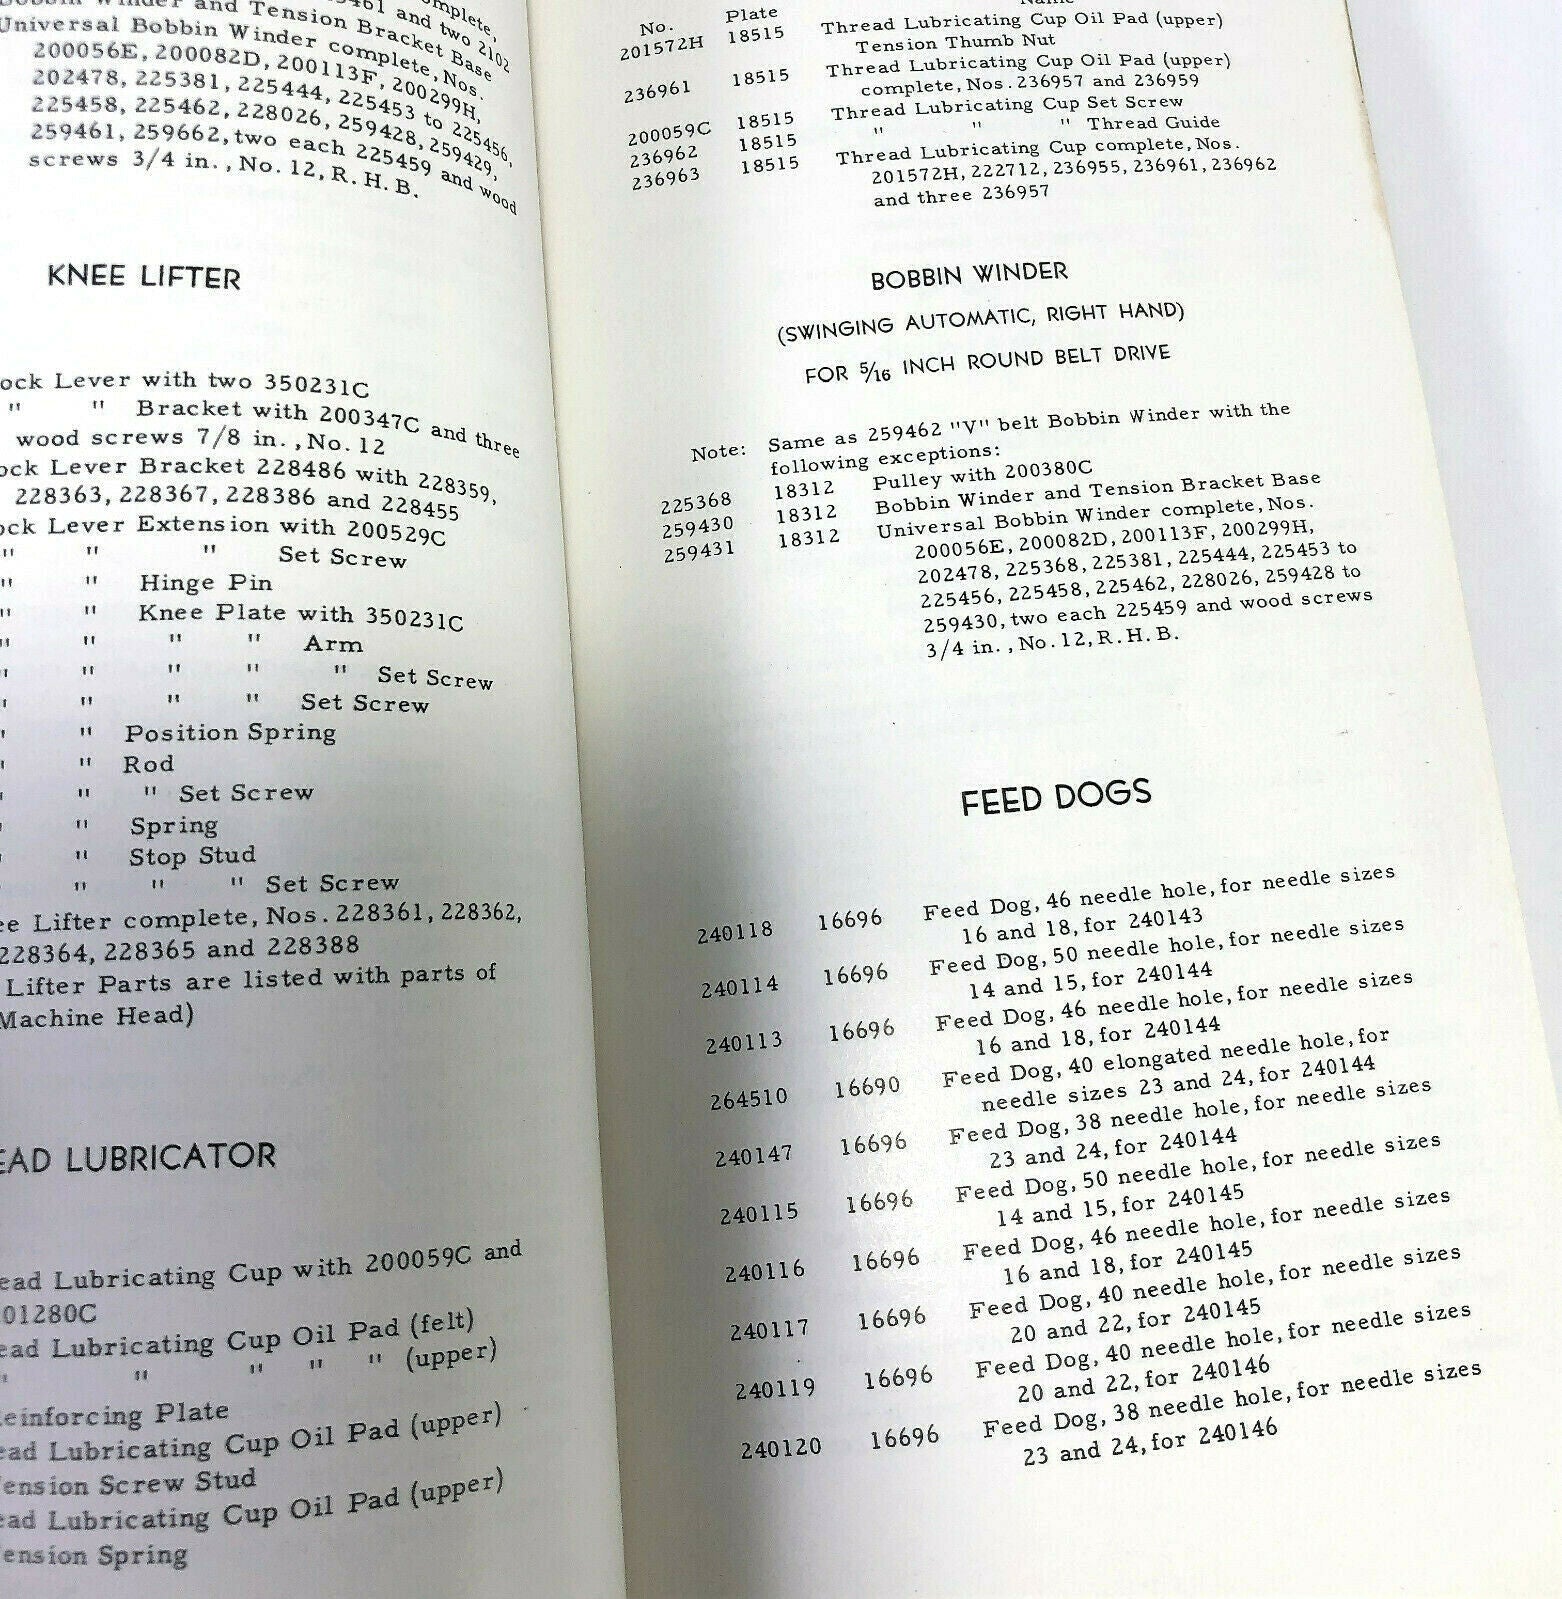 complete,
5461 and two 2102
Bobbin Winder and Tension Bracket Base
Universal Bobbin Winder complete, Nos.
200056E, 200082D, 200113F, 200299H,
202478, 225381, 225444, 225453 to 225456,
225458, 225462, 228026, 259428, 259429,
259461, 259662, two each 225459 and wood
screws 3/4 in., No. 12, R. H. B.
KNEE LIFTER
ock Lever with two 350231C
" " Bracket with 200347C and three
wood screws 7/8 in., No. 12
ock Lever Bracket 228486 with 228359,
228363, 228367, 228386 and 228455
ock Lever Extension with 200529C
" " " Set Screw
" " Hinge Pin
" " Knee Plate with 350231C
" " " " Arm
" " " " " Set Screw
" " " " Set Screw
" " Position Spring
" " Rod
" " " Set Screw
" " Spring
" " Stop Stud
" " " " Set Screw
ee Lifter complete, Nos. 228361, 228362,
228364, 228365 and 228388
Lifter Parts are listed with parts of
Machine Head)
EAD LUBRICATOR
ead Lubricating Cup with 200059C and
01280C
ead Lubricating Cup Oil Pad (felt)
" " " " " (upper)
einforcing Plate
ead Lubricating Cup Oil Pad (upper)
ension Screw Stud
ead Lubricating Cup Oil Pad (upper)
ension Spring
No. Plate Name
201572H 18515 Thread Lubricating Cup Oil Pad (upper)
Tension Thumb Nut
236961 18515 Thread Lubricating Cup Oil Pad (upper)
complete, Nos. 236957 and 236959
200059C 18515 Thread Lubricating Cup Set Screw
236962 18515 " " " Thread Guide
236963 18515 Thread Lubricating Cup complete, Nos.
201572H, 222712, 236955, 236961, 236962
and three 236957
BOBBIN WINDER
(SWINGING AUTOMATIC, RIGHT HAND)
FOR 5/16 INCH ROUND BELT DRIVE
Note: Same as 259462 "V" belt Bobbin Winder with the
following exceptions:
225368 18312 Pulley with 200380C
259430 18312 Bobbin Winder and Tension Bracket Base
259431 18312 Universal Bobbin Winder complete, Nos.
200056E, 200082D, 200113F, 200299H,
202478, 225368, 225381, 225444, 225453 to
225456, 225458, 225462, 228026, 259428 to
259430, two each 225459 and wood screws
3/4 in., No. 12, R. H. B.
FEED DOGS
240118 16696 Feed Dog, 46 needle hole, for needle sizes
16 and 18, for 240143
240114 16696 Feed Dog, 50 needle hole, for needle sizes
14 and 15, for 240144
240113 16696 Feed Dog, 46 needle hole, for needle sizes
16 and 18, for 240144
264510 16690 Feed Dog, 40 elongated needle hole, for
needle sizes 23 and 24, for 240144
240147 16696 Feed Dog, 38 needle hole, for needle sizes
23 and 24, for 240144
240115 16696 Feed Dog, 50 needle hole, for needle sizes
14 and 15, for 240145
240116 16696 Feed Dog, 46 needle hole, for needle sizes
16 and 18, for 240145
240117 16696 Feed Dog, 40 needle hole, for needle sizes
20 and 22, for 240145
240119 16696 Feed Dog, 40 needle hole, for needle sizes
20 and 22, for 240146
240120 16696 Feed Dog, 38 needle hole, for needle sizes
23 and 24, for 240146